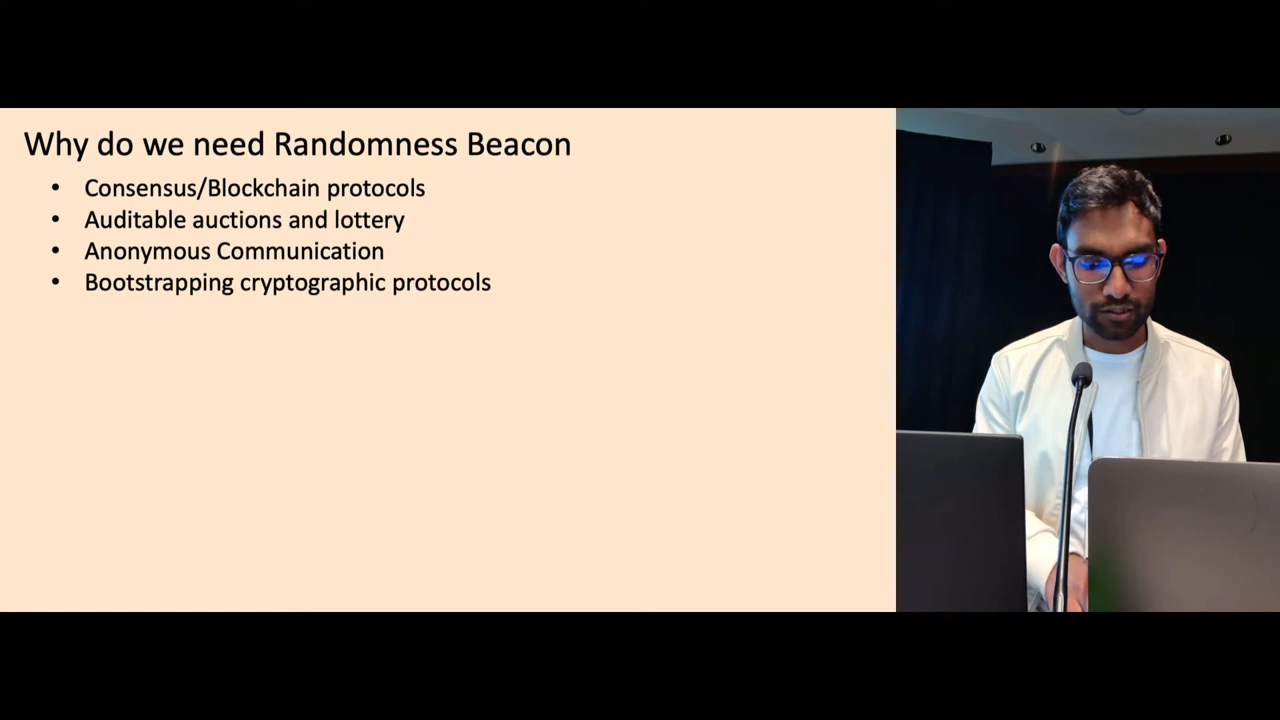 Why do we need Randomness Beacon
• Consensus/Blockchain protocols
• Auditable auctions and lottery
• Anonymous Communication
• Bootstrapping cryptographic protocols